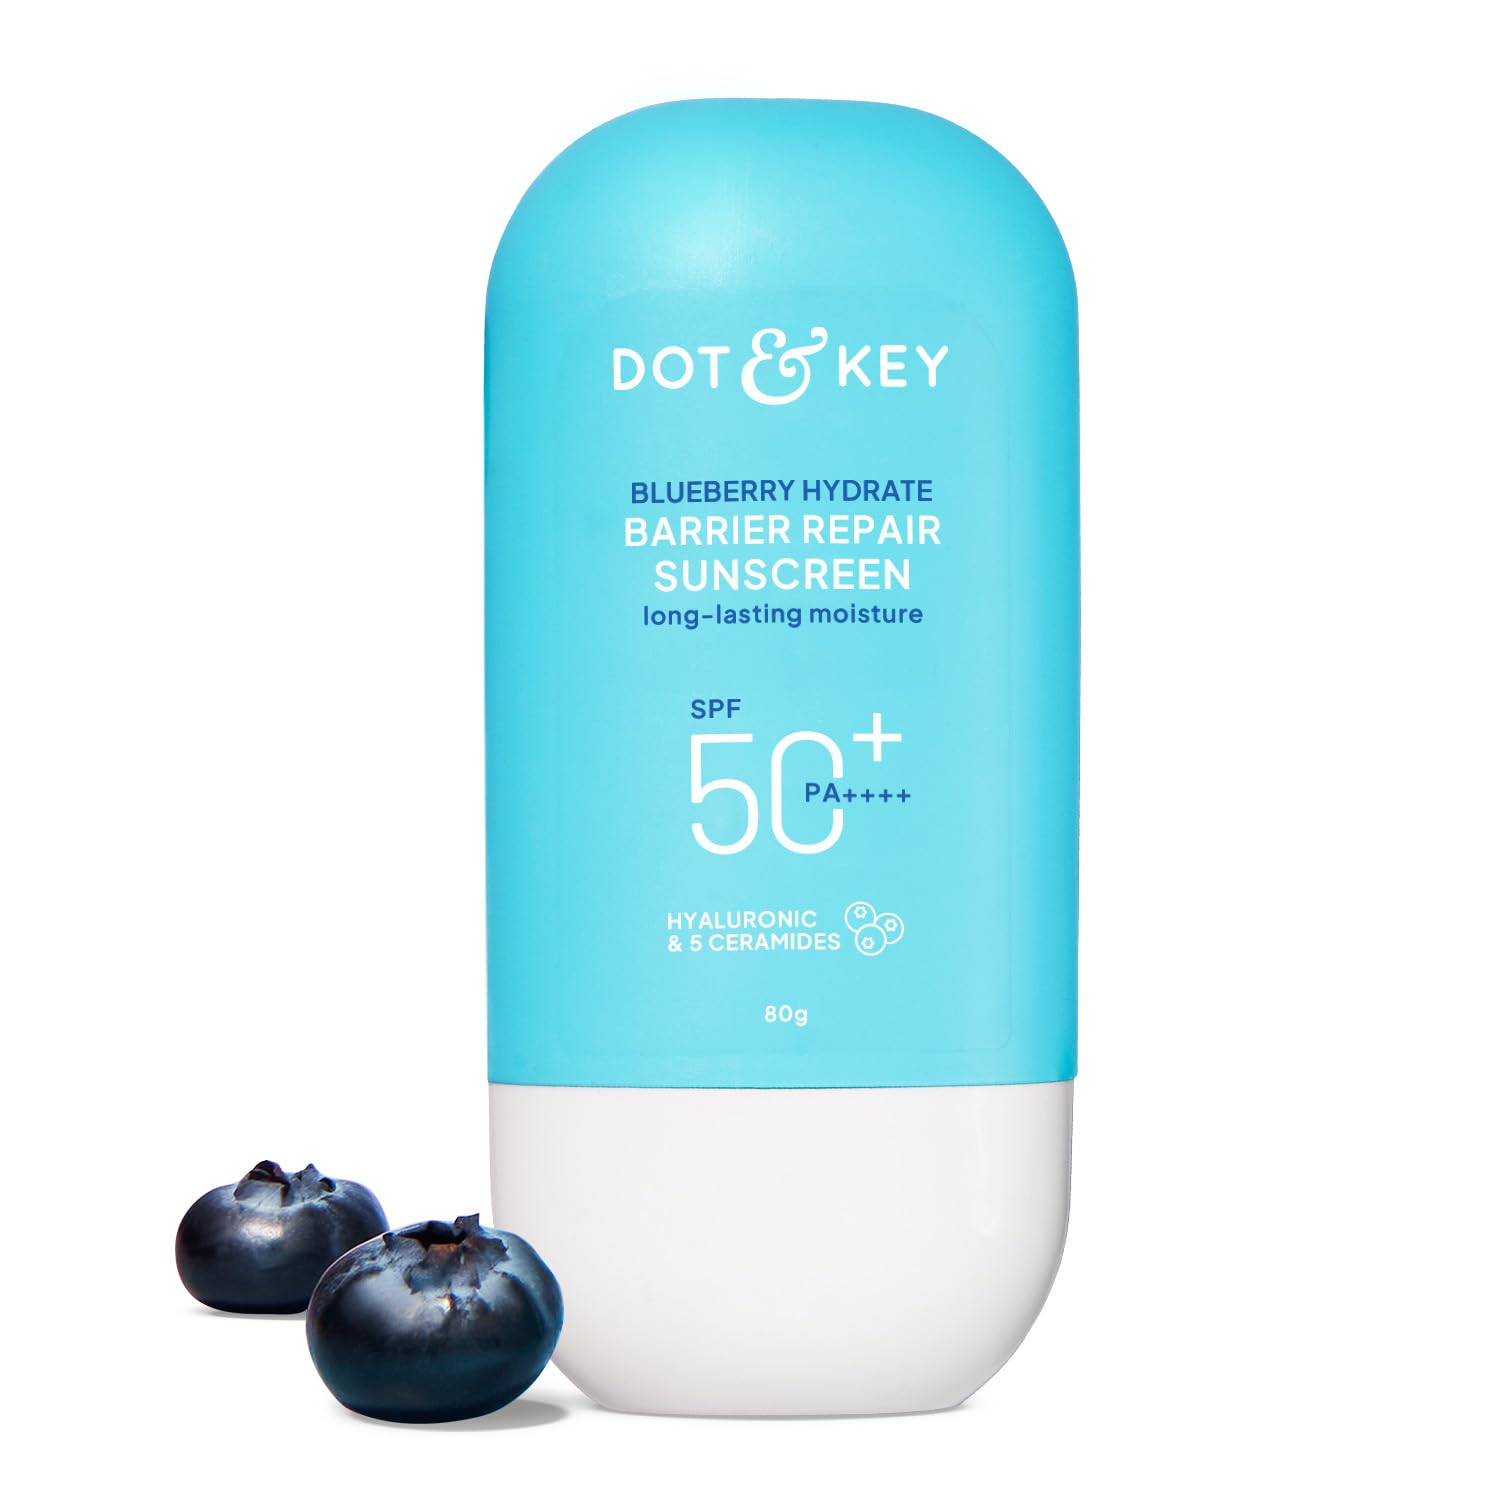 DOT & KEY
BLUEBERRY HYDRATE
BARRIER REPAIR
SUNSCREEN
long-lasting moisture
SPF
50+
PA++++
HYALURONIC
& 5 CERAMIDES
80g